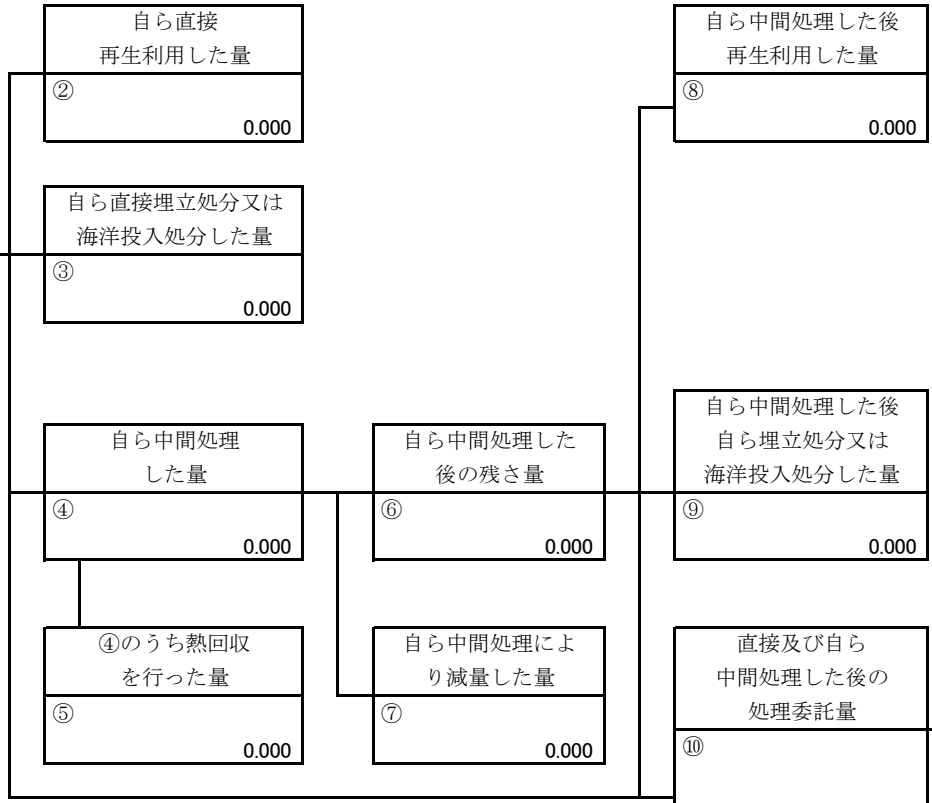 自ら直接
再生利用した量
②
0.000
自ら中間処理した後
再生利用した量
⑧
0.000
自ら直接埋立処分又は
海洋投入処分した量
③
0.000
自ら中間処理
した量
④
0.000
自ら中間処理した
後の残さ量
⑥
0.000
自ら中間処理した後
自ら埋立処分又は
海洋投入処分した量
⑨
0.000
④のうち熱回収
を行った量
⑤
0.000
自ら中間処理によ
り減量した量
⑦
0.000
直接及び自ら
中間処理した後の
処理委託量
⑩